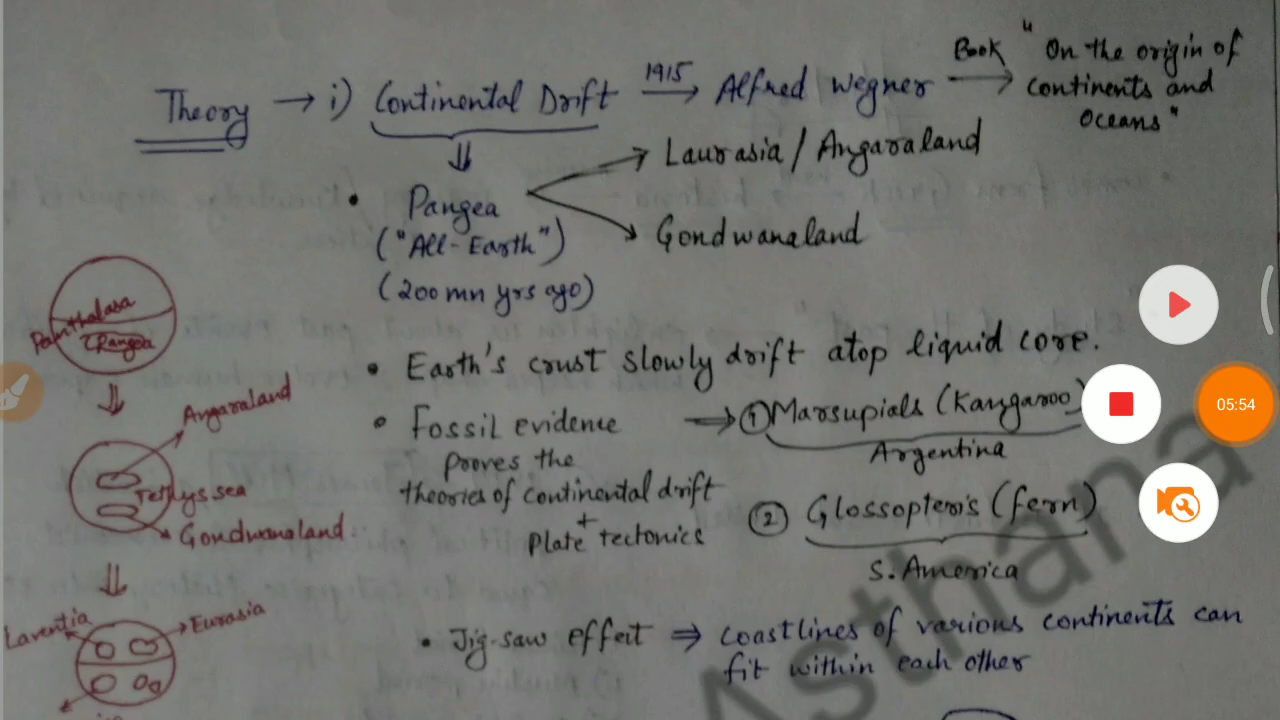 Theory → i) Continental Drift 1915 → Alfred Wegner Book → " On the origin of
continents and
Oceans"
Laurasia / Angaraland
• Pangea
("All-Earth")
(200 mn yrs ago)
Gondwanaland
Panthalasa
Pangea
Angaraland
Tethys sea
Gondwanaland
Laventia
Eurasia
• Earth's crust slowly drift atop liquid core.
• Fossil evidence ⇒ ① Marsupials (Kangaroo)
Argentina
proves the
theories of continental drift
+
Plate tectonics
② Glossopteris (fern)
S. America
• Jig-saw effeit ⇒ coastlines of various continents can
fit within each other
Asthana
05:54